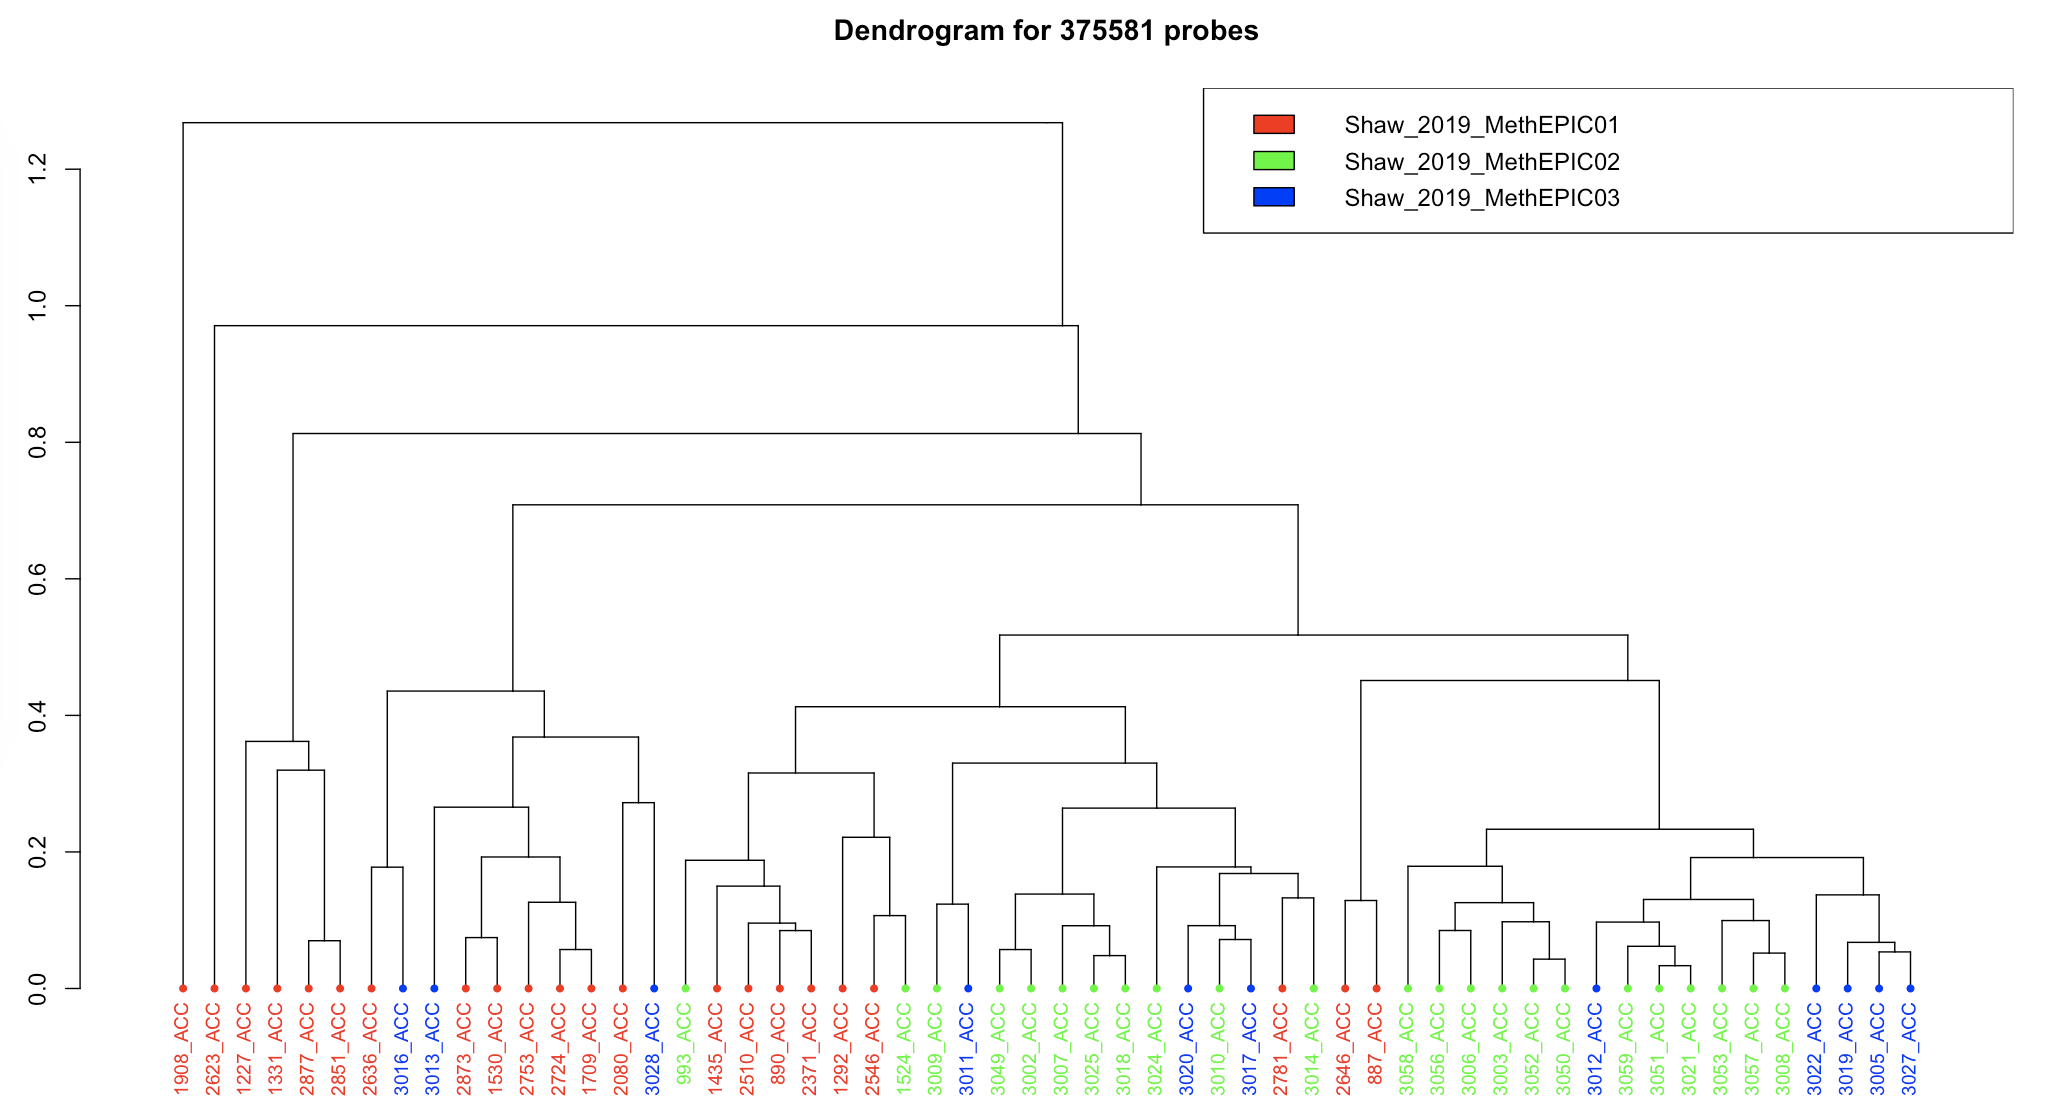 Dendrogram for 375581 probes
Shaw_2019_MethEPIC01
Shaw_2019_MethEPIC02
Shaw_2019_MethEPIC03
1.2
1.0
0.8
0.6
0.4
0.2
0.0
1908_ACC
2623_ACC
1227_ACC
1331_ACC
2877_ACC
2851_ACC
2636_ACC
3016_ACC
3013_ACC
2873_ACC
1530_ACC
2753_ACC
2724_ACC
1709_ACC
2080_ACC
3028_ACC
993_ACC
1435_ACC
2510_ACC
890_ACC
2371_ACC
1292_ACC
2546_ACC
1524_ACC
3009_ACC
3011_ACC
3049_ACC
3002_ACC
3007_ACC
3025_ACC
3018_ACC
3024_ACC
3020_ACC
3010_ACC
3017_ACC
2781_ACC
3014_ACC
2646_ACC
887_ACC
3058_ACC
3056_ACC
3006_ACC
3003_ACC
3052_ACC
3050_ACC
3012_ACC
3059_ACC
3051_ACC
3021_ACC
3053_ACC
3057_ACC
3008_ACC
3022_ACC
3019_ACC
3005_ACC
3027_ACC